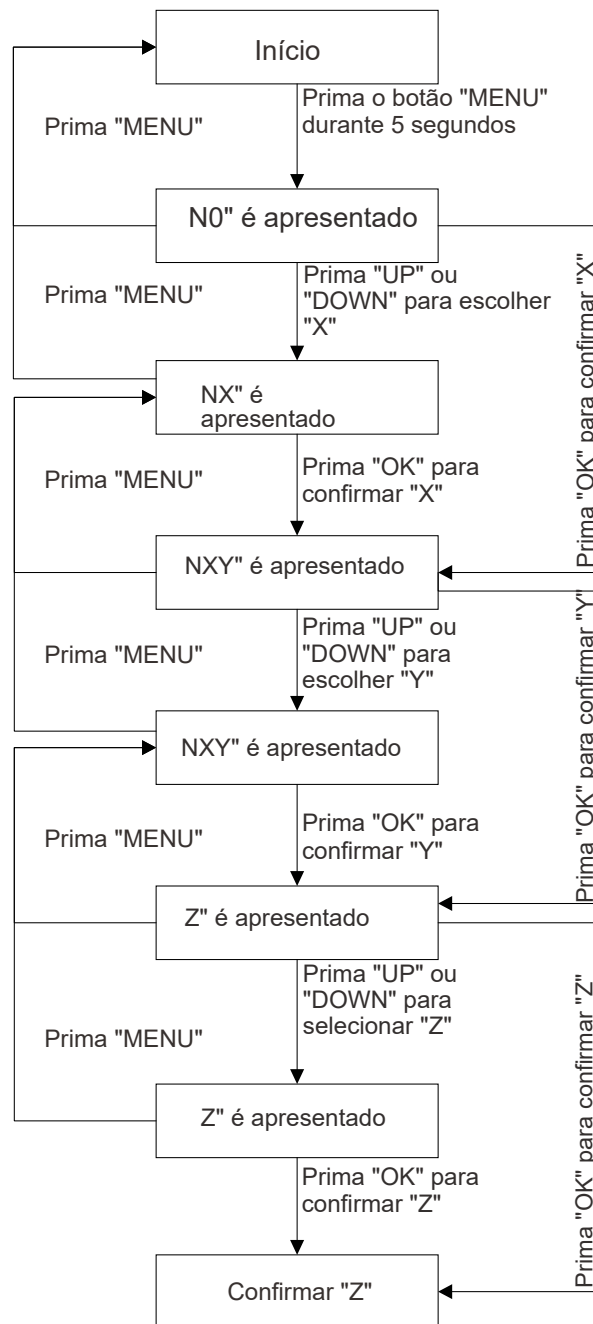 Início
Prima "MENU"
Prima o botão "MENU"
durante 5 segundos
N0" é apresentado
Prima "MENU"
Prima "UP" ou
"DOWN" para escolher
"X"
Prima "OK" para confirmar "X"
NX" é
apresentado
Prima "MENU"
Prima "OK" para
confirmar "X"
NXY" é apresentado
Prima "MENU"
Prima "UP" ou
"DOWN" para
escolher "Y"
Prima "OK" para confirmar "Y"
NXY" é apresentado
Prima "MENU"
Prima "OK" para
confirmar "Y"
Z" é apresentado
Prima "MENU"
Prima "UP" ou
"DOWN" para
selecionar "Z"
Prima "OK" para confirmar "Z"
Z" é apresentado
Prima "OK" para
confirmar "Z"
Confirmar "Z"